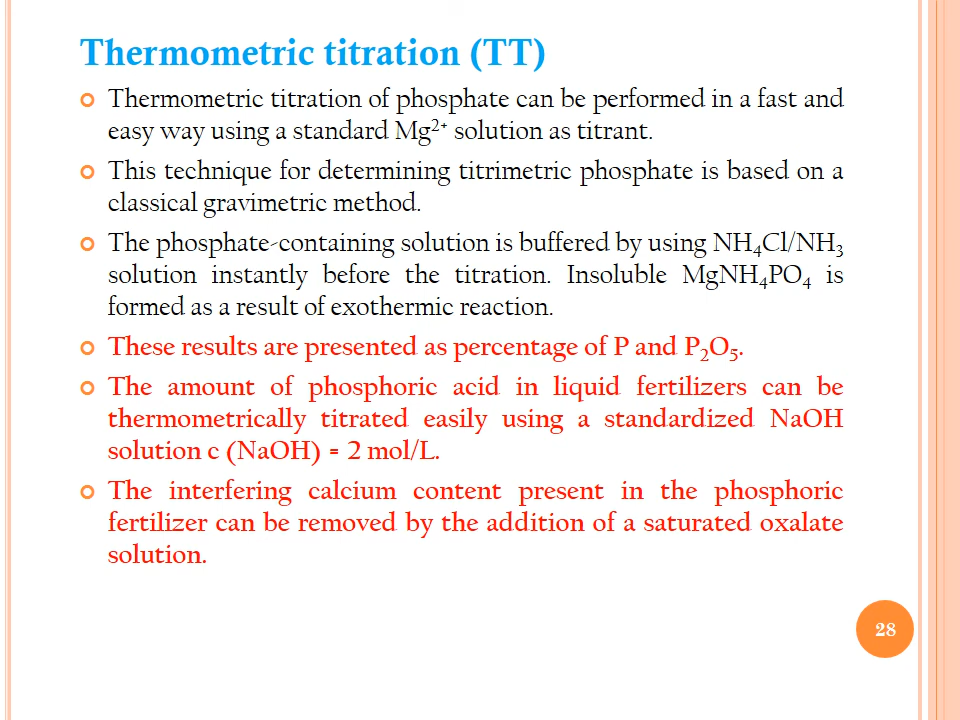 Thermometric titration (TT)
Thermometric titration of phosphate can be performed in a fast and
easy way using a standard Mg²⁺ solution as titrant.
This technique for determining titrimetric phosphate is based on a
classical gravimetric method.
The phosphate-containing solution is buffered by using NH₄Cl/NH₃
solution instantly before the titration. Insoluble MgNH₄PO₄ is
formed as a result of exothermic reaction.
These results are presented as percentage of P and P₂O₅.
The amount of phosphoric acid in liquid fertilizers can be
thermometrically titrated easily using a standardized NaOH
solution c (NaOH) = 2 mol/L.
The interfering calcium content present in the phosphoric
fertilizer can be removed by the addition of a saturated oxalate
solution.
28